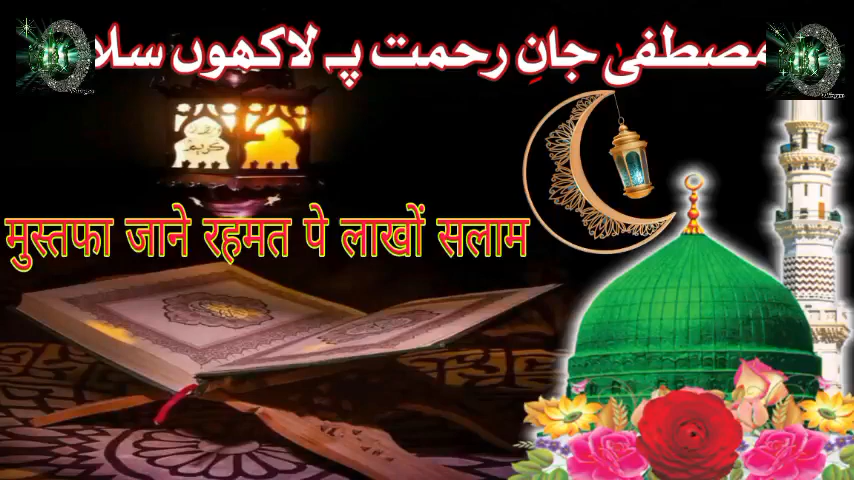 مصطفیٰ جانِ رحمت پہ لاکھوں سلا
मुस्तफा जाने रहमत पे लाखों सलाम